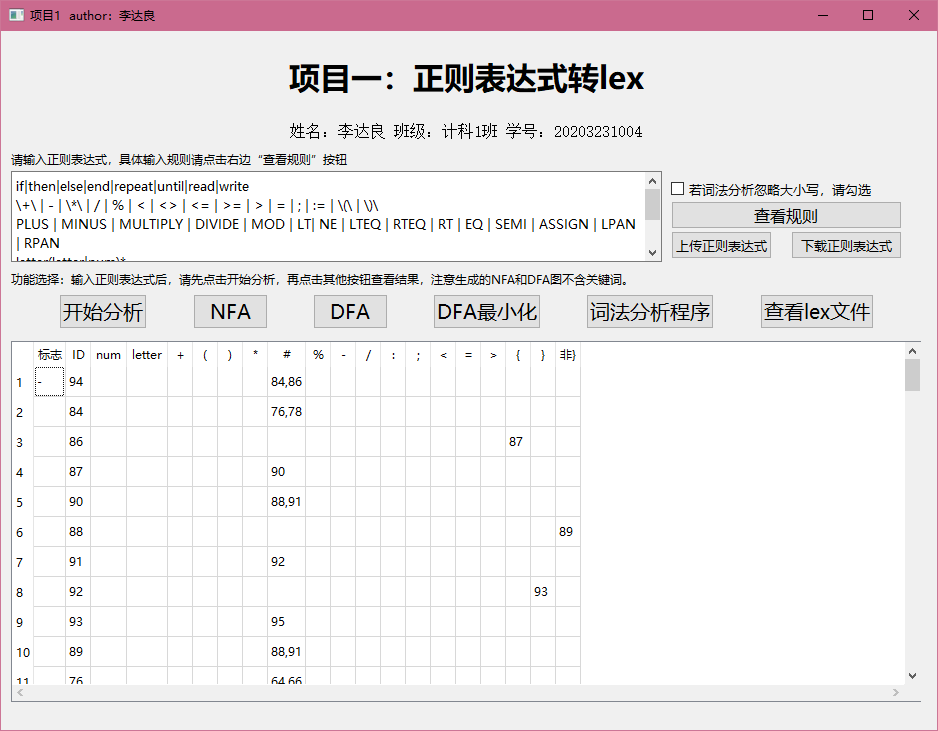 项目1 author：李达良
项目一：正则表达式转lex
姓名：李达良 班级：计科1班 学号：20203231004
请输入正则表达式，具体输入规则请点击右边“查看规则”按钮
if|then|else|end|repeat|until|read|write
\+\ | - | \*\ | / | % | < | <> | <= | >= | > | = | ; | := | \(\ | \)\
PLUS | MINUS | MULTIPLY | DIVIDE | MOD | LT| NE | LTEQ | RTEQ | RT | EQ | SEMI | ASSIGN | LPAN
| RPAN
letter(letter|num)*
若词法分析忽略大小写，请勾选
查看规则
上传正则表达式 下载正则表达式
功能选择：输入正则表达式后，请先点击开始分析，再点击其他按钮查看结果，注意生成的NFA和DFA图不含关键词。
开始分析 NFA DFA DFA最小化 词法分析程序 查看lex文件
标志 ID num letter + ( ) * # % - / : ; < = > { } 非}
1 - 94 84,86
2 84 76,78
3 86 87
4 87 90
5 90 88,91
6 88 89
7 91 92
8 92 93
9 93 95
10 89 88,91
11 76 64,66